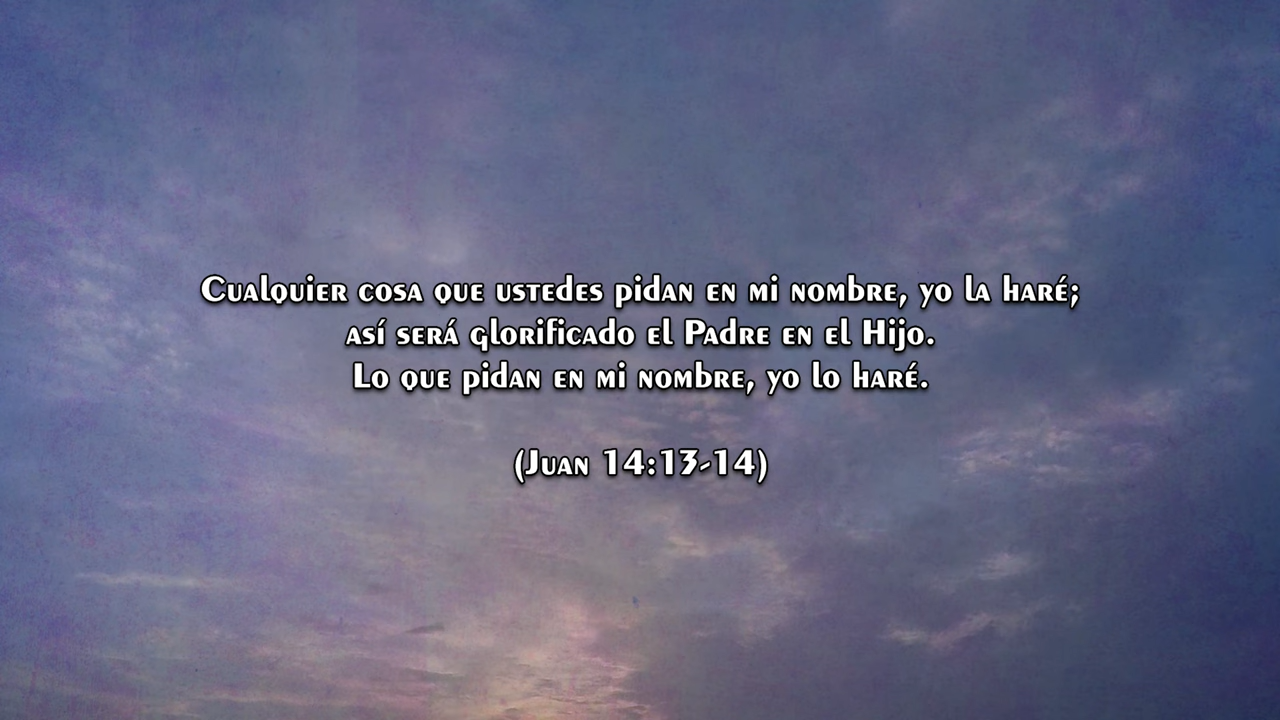 Cualquier cosa que ustedes pidan en mi nombre, yo la haré;
así será glorificado el Padre en el Hijo.
Lo que pidan en mi nombre, yo lo haré.
(Juan 14:13-14)